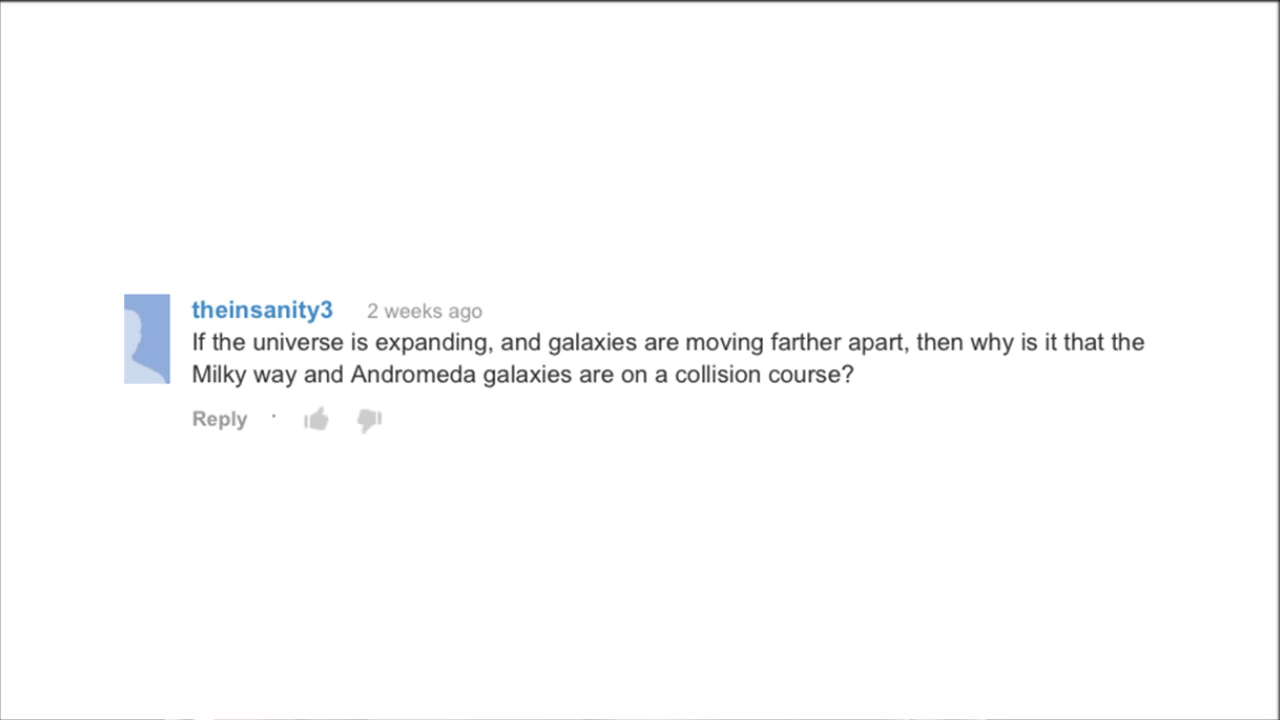 theinsanity3 2 weeks ago
If the universe is expanding, and galaxies are moving farther apart, then why is it that the
Milky way and Andromeda galaxies are on a collision course?
Reply ·